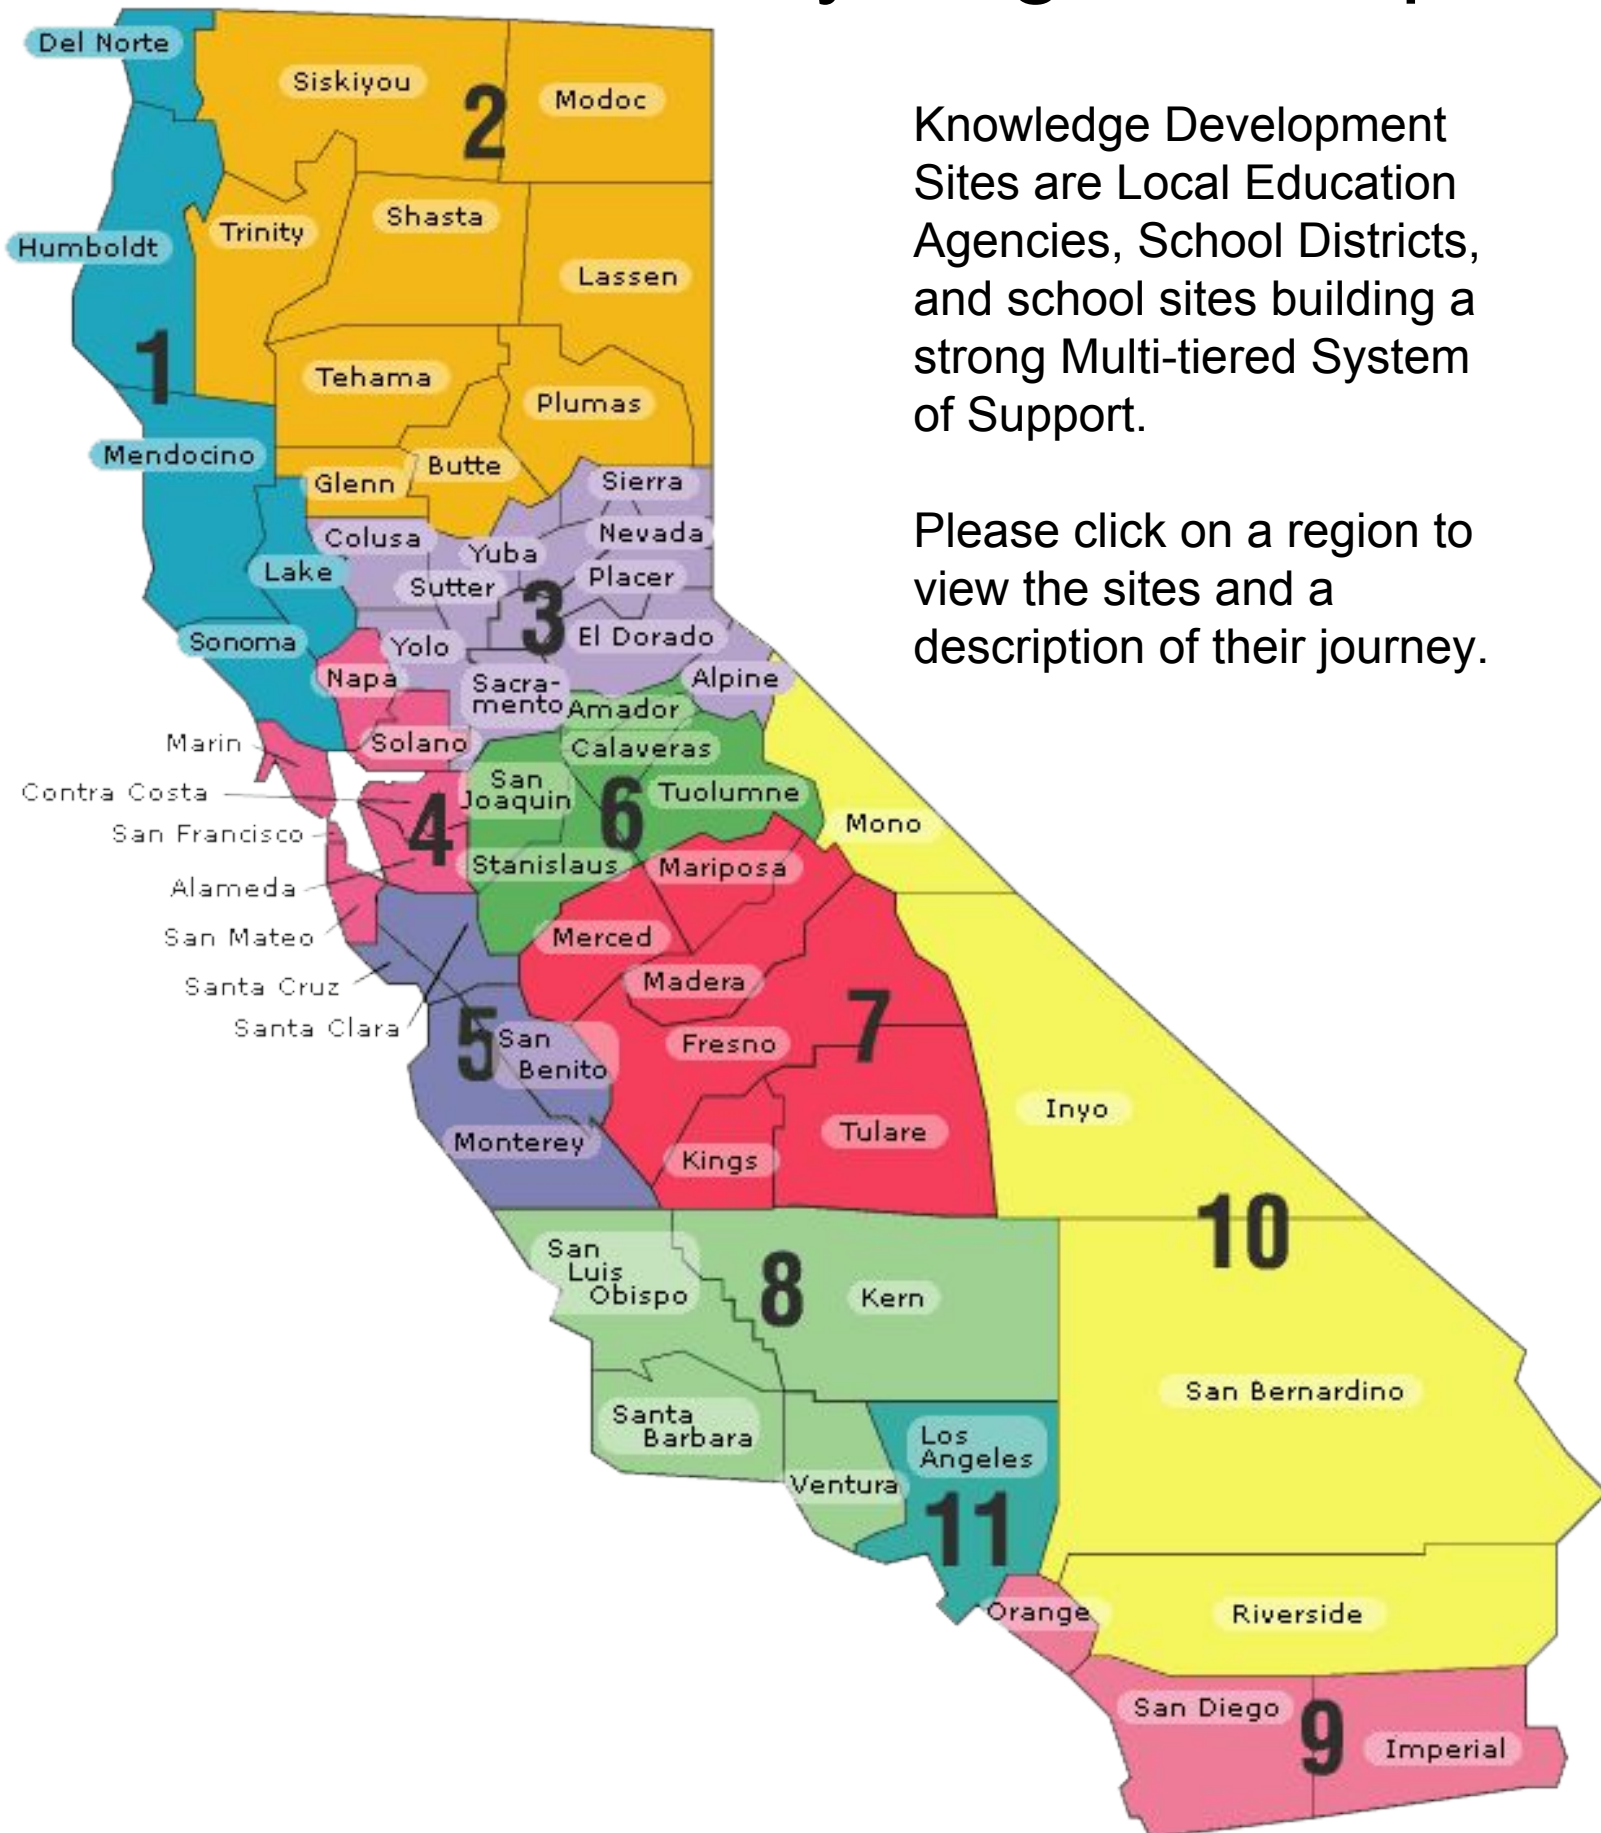 Del Norte
Siskiyou
2
Modoc
Knowledge Development
Sites are Local Education
Agencies, School Districts,
and school sites building a
strong Multi-tiered System
of Support.
Please click on a region to
view the sites and a
description of their journey.
Humboldt
Trinity
Shasta
Lassen
1
Tehama
Plumas
Mendocino
Glenn
Butte
Sierra
Colusa
Yuba
Nevada
Lake
Sutter
Placer
3
Sonoma
Yolo
El Dorado
Napa
Sacra-
mento
Alpine
Amador
Marin
Solano
Calaveras
Contra Costa
San
Joaquin
Tuolumne
4
6
San Francisco
Mono
Alameda
Stanislaus
Mariposa
San Mateo
Merced
Santa Cruz
Madera
Santa Clara
5
San
Benito
Fresno
7
Monterey
Kings
Tulare
Inyo
10
San
Luis
Obispo
8
Kern
San Bernardino
Santa
Barbara
Los
Angeles
Ventura
11
Orange
Riverside
San Diego
9
Imperial